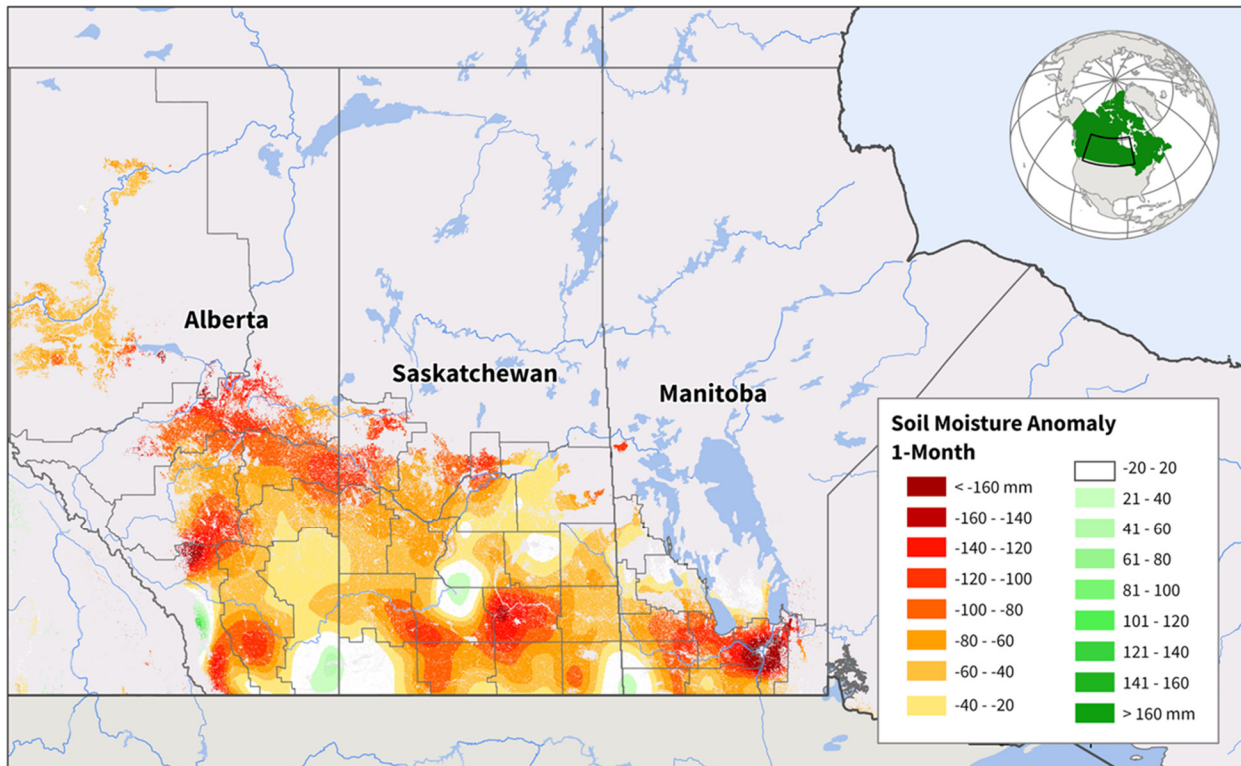 Alberta
Saskatchewan
Manitoba
Soil Moisture Anomaly
1-Month
< -160 mm
-160 - -140
-140 - -120
-120 - -100
-100 - -80
-80 - -60
-60 - -40
-40 - -20
-20 - 20
21 - 40
41 - 60
61 - 80
81 - 100
101 - 120
121 - 140
141 - 160
> 160 mm